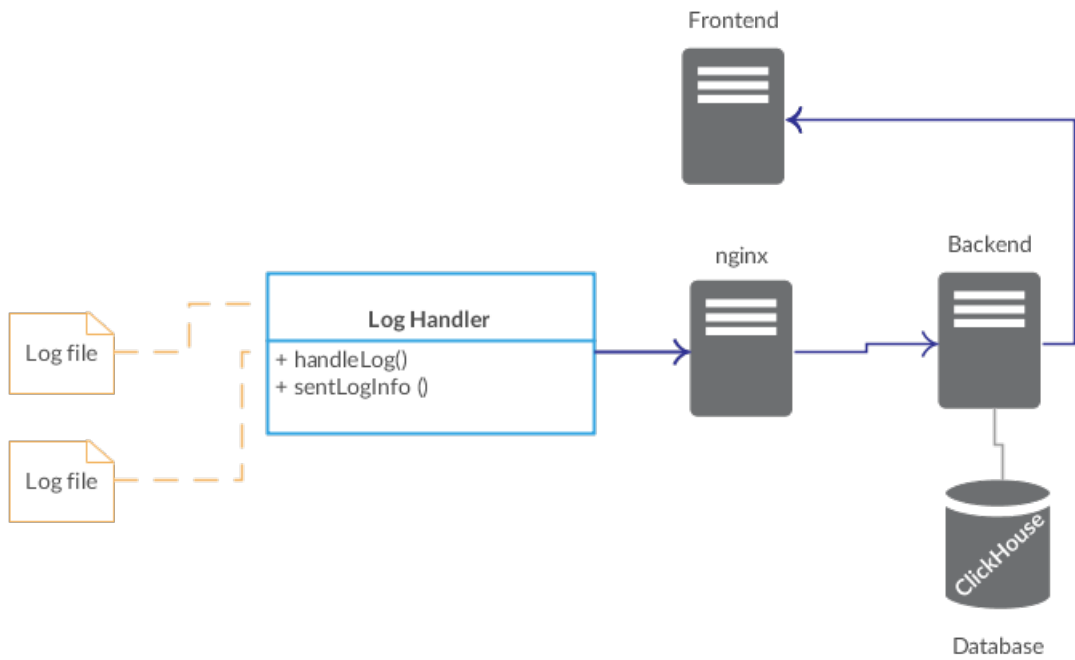 Frontend
nginx
Backend
Log Handler
Log file
+ handleLog()
+ sentLogInfo ()
Log file
ClickHouse
Database